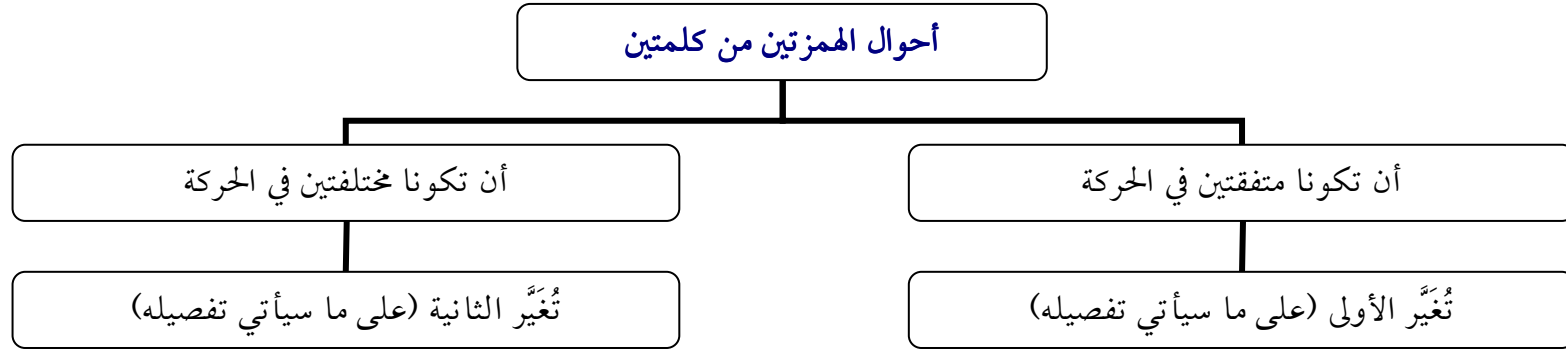 أحوال الهمزتين من كلمتين
أن تكونا متفقتين في الحركة
أن تكونا مختلفتين في الحركة
تُغَيَّر الأولى (على ما سيأتي تفصيله)
تُغَيَّر الثانية (على ما سيأتي تفصيله)